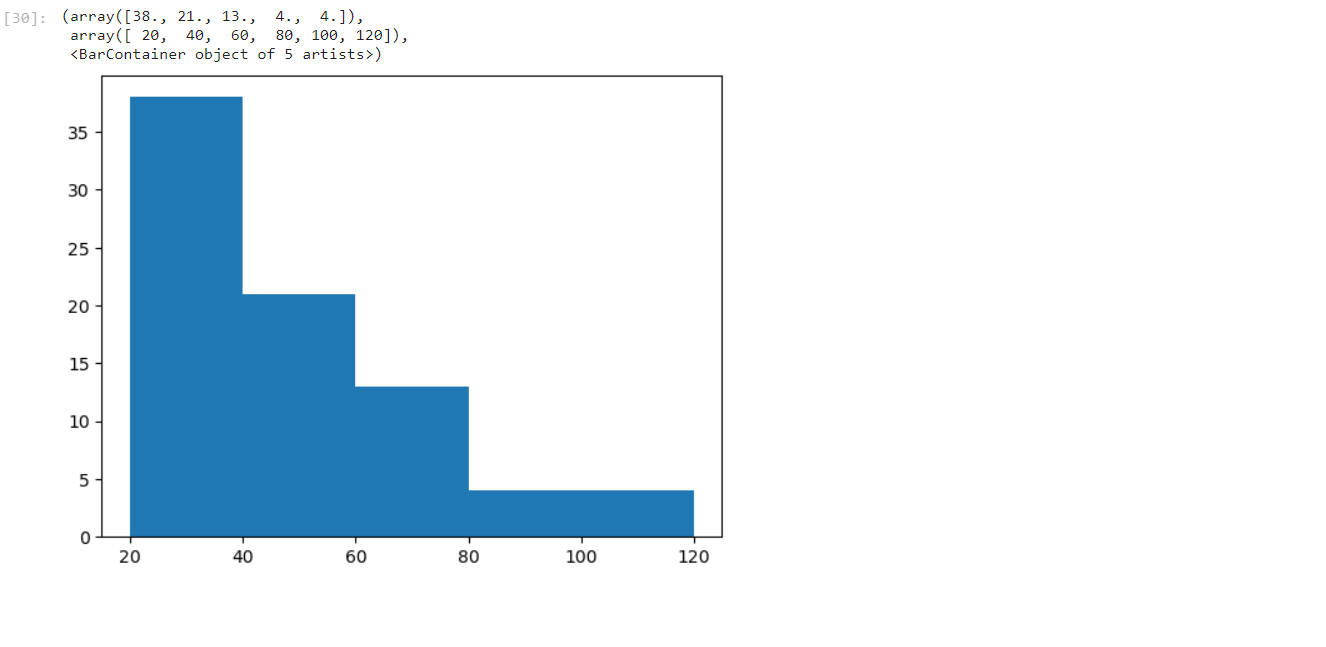 [30]: (array([38., 21., 13.,  4.,  4.]),
array([ 20,  40,  60,  80, 100, 120]),
<BarContainer object of 5 artists>)
35
30
25
20
15
10
5
0
20 40 60 80 100 120